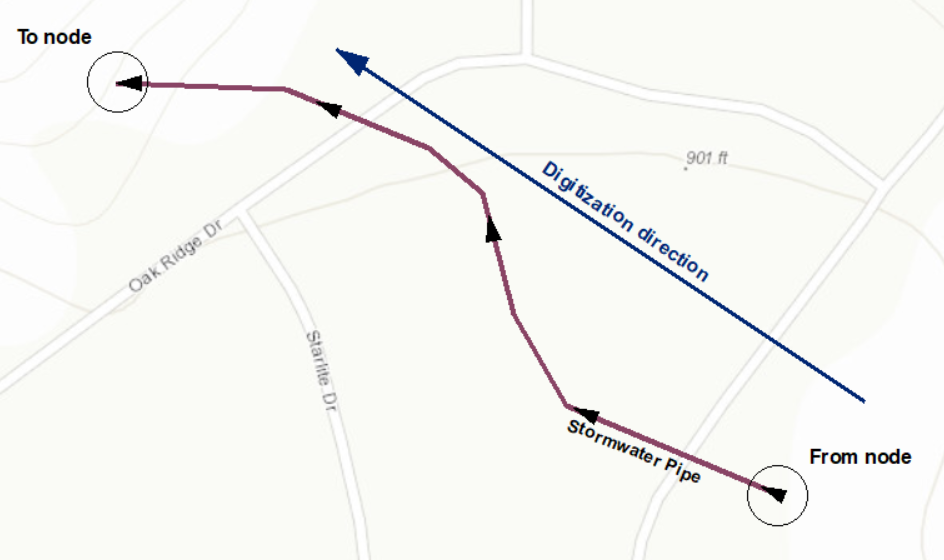 To node
901 ft
Digitization direction
Oak Ridge Dr
Starlite Dr
Stormwater Pipe
From node